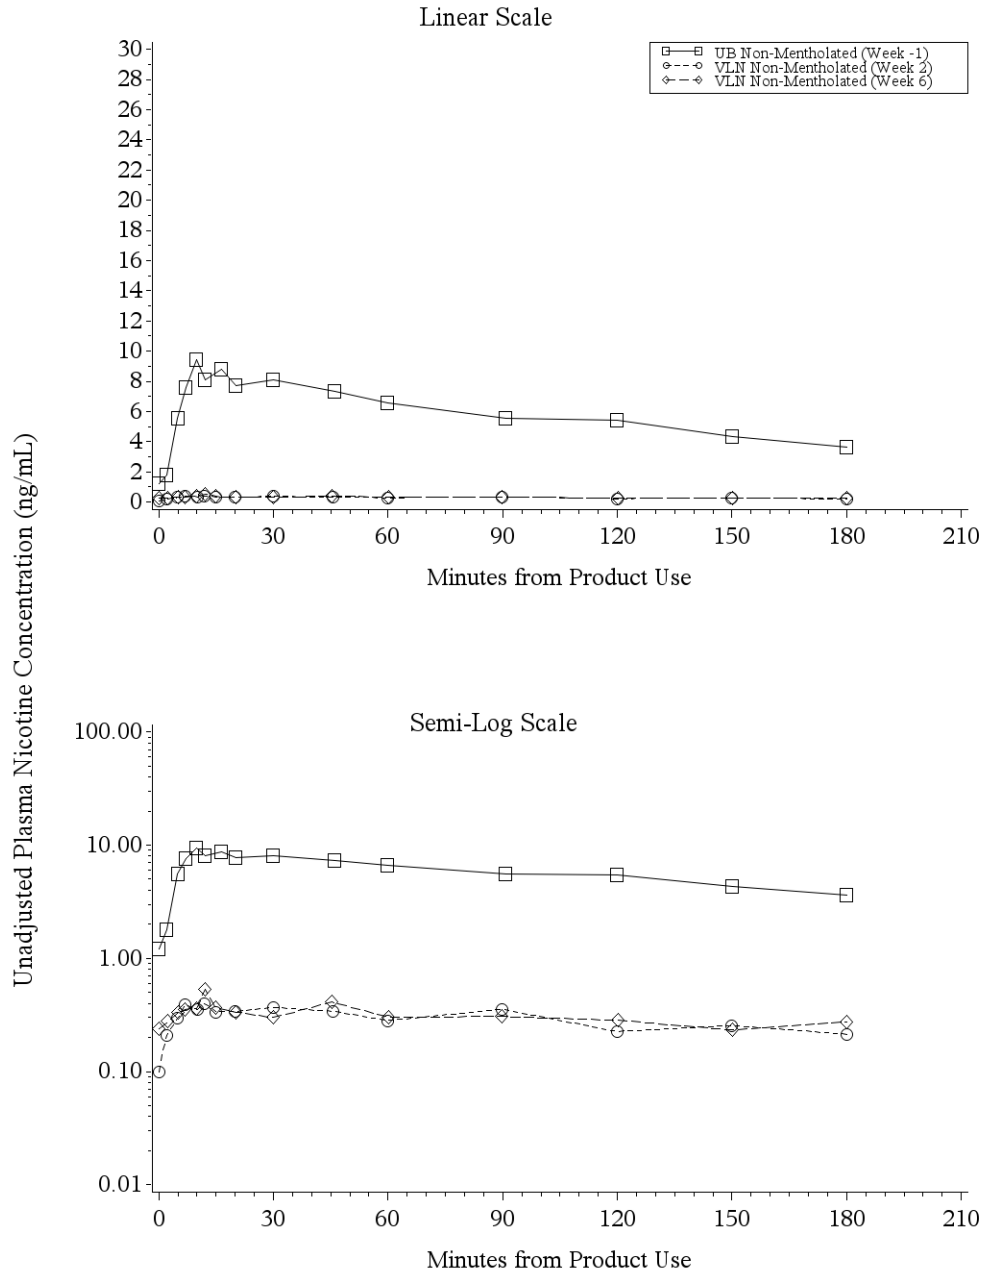 Linear Scale
UB Non-Mentholated (Week -1)
VLN Non-Mentholated (Week 2)
VLN Non-Mentholated (Week 6)
30
28
26
24
22
20
18
16
14
12
10
8
6
4
2
0
0 30 60 90 120 150 180 210
Minutes from Product Use
Unadjusted Plasma Nicotine Concentration (ng/mL)
Semi-Log Scale
100.00
10.00
1.00
0.10
0.01
0 30 60 90 120 150 180 210
Minutes from Product Use